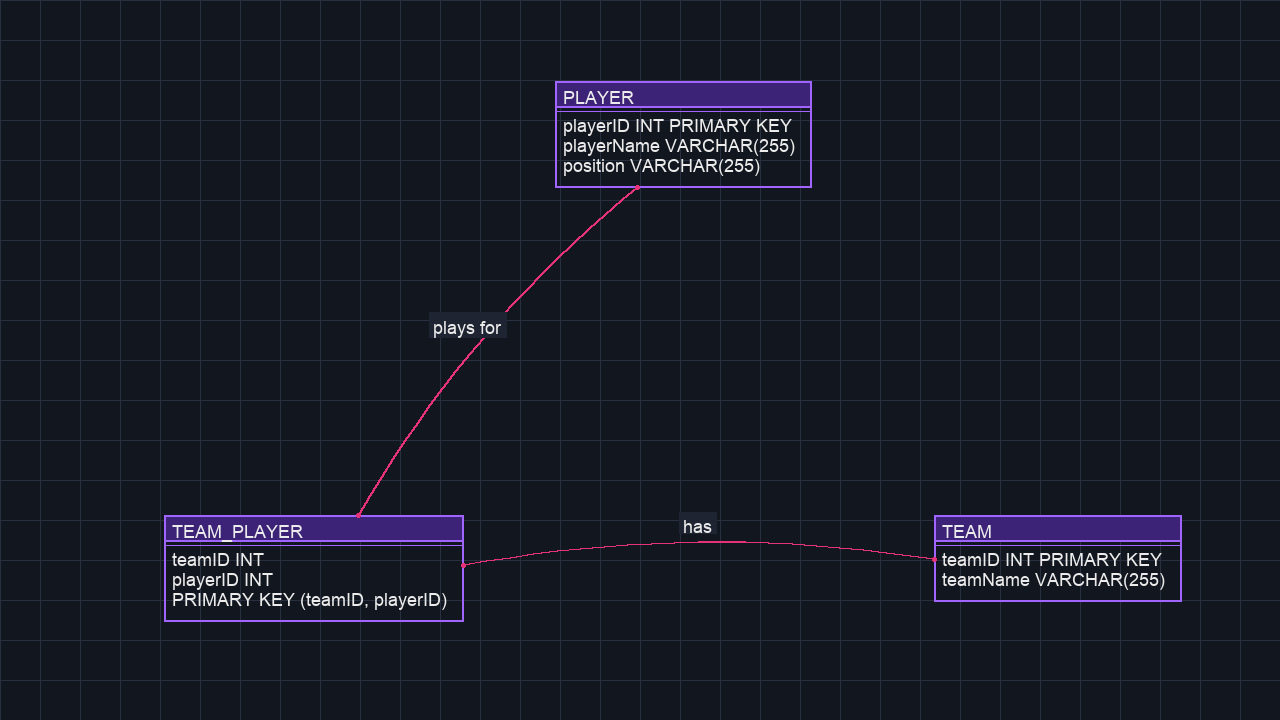 PLAYER
playerID INT PRIMARY KEY
playerName VARCHAR(255)
position VARCHAR(255)
plays for
TEAM_PLAYER
teamID INT
playerID INT
PRIMARY KEY (teamID, playerID)
has
TEAM
teamID INT PRIMARY KEY
teamName VARCHAR(255)